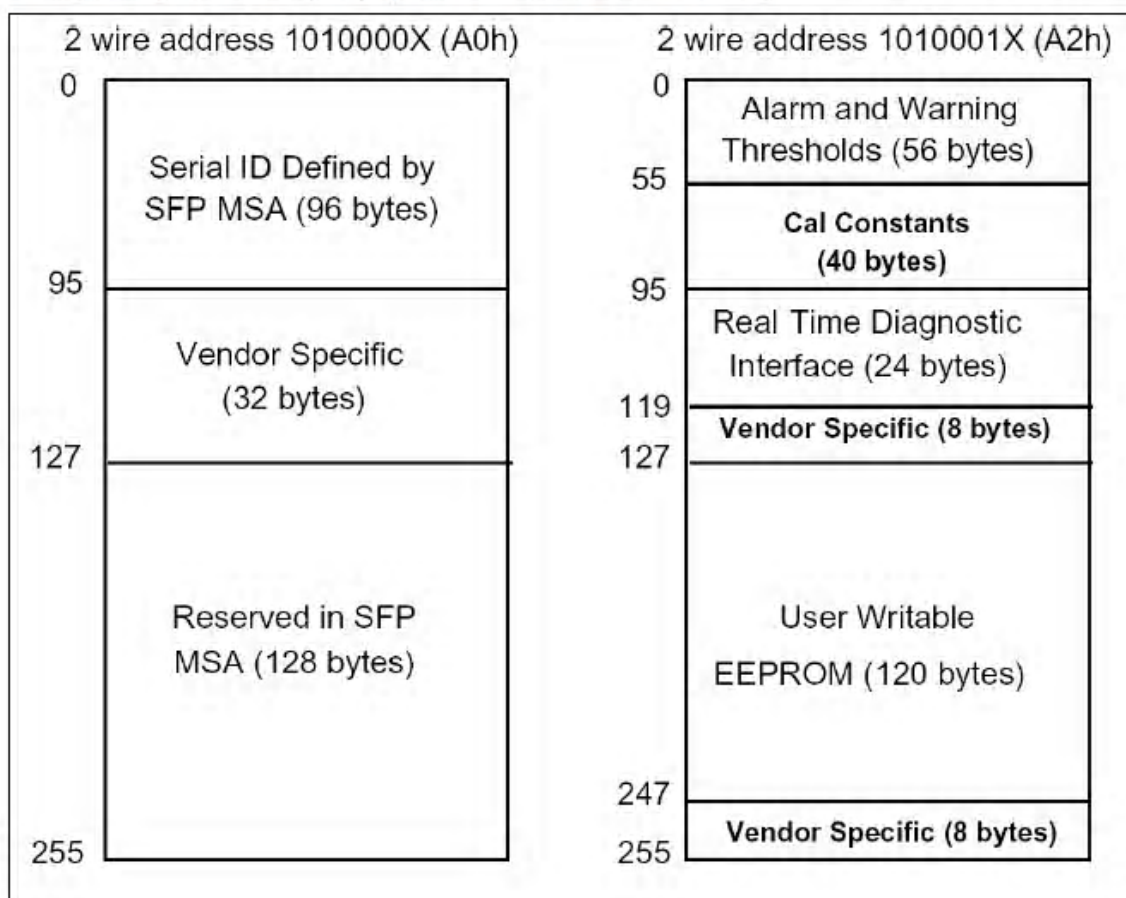 2 wire address 1010000X (A0h)
0
Serial ID Defined by
SFP MSA (96 bytes)
95
Vendor Specific
(32 bytes)
127
Reserved in SFP
MSA (128 bytes)
255
2 wire address 1010001X (A2h)
0
Alarm and Warning
Thresholds (56 bytes)
55
Cal Constants
(40 bytes)
95
Real Time Diagnostic
Interface (24 bytes)
119
Vendor Specific (8 bytes)
127
User Writable
EEPROM (120 bytes)
247
Vendor Specific (8 bytes)
255